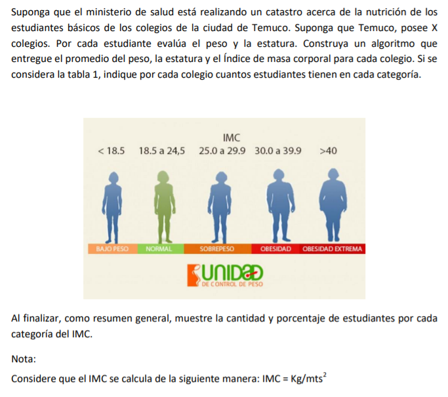 Suponga que el ministerio de salud está realizando un catastro acerca de la nutrición de los
estudiantes básicos de los colegios de la ciudad de Temuco. Suponga que Temuco, posee X
colegios. Por cada estudiante evalúa el peso y la estatura. Construya un algoritmo que
entregue el promedio del peso, la estatura y el Índice de masa corporal para cada colegio. Si se
considera la tabla 1, indique por cada colegio cuantos estudiantes tienen en cada categoría.
IMC
< 18.5 18.5 a 24,5 25.0 a 29.9 30.0 a 39.9 >40
BAJO PESO NORMAL SOBREPESO OBESIDAD OBESIDAD EXTREMA
UNIDAD
DE CONTROL DE PESO
Al finalizar, como resumen general, muestre la cantidad y porcentaje de estudiantes por cada
categoría del IMC.
Nota:
Considere que el IMC se calcula de la siguiente manera: IMC = Kg/mts²